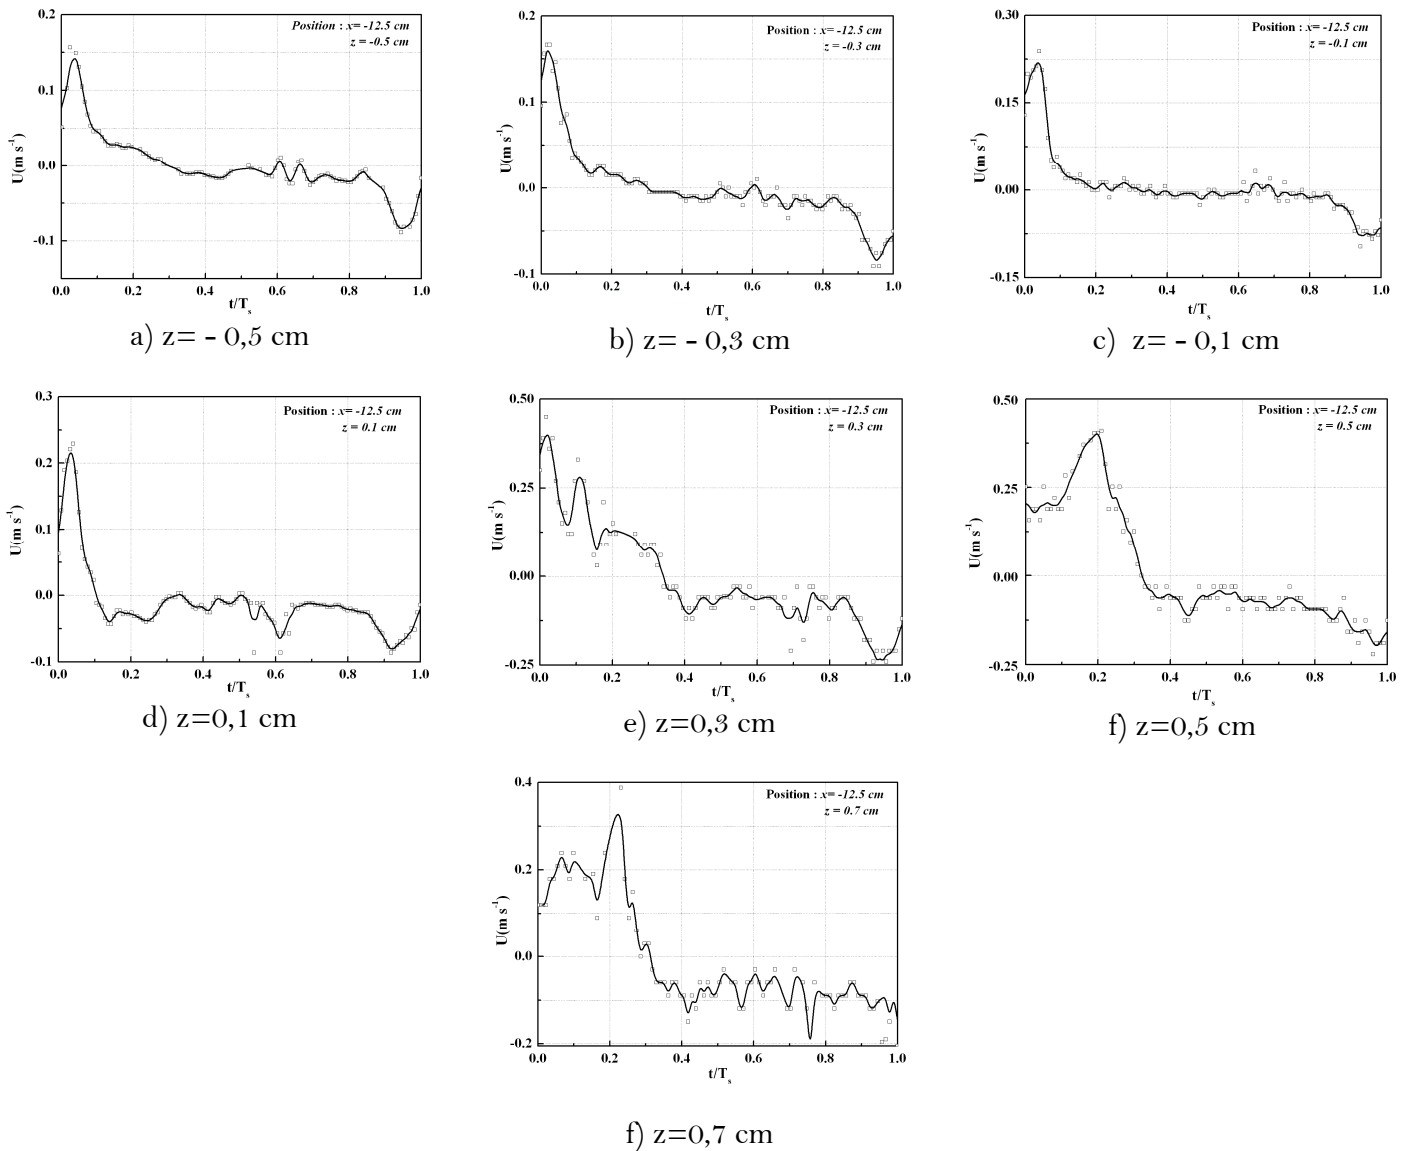 Position : x= -12.5 cm
z = -0.5 cm
0.2
0.1
0.0
-0.1
U(m s-1)
0.0 0.2 0.4 0.6 0.8 1.0
t/Ts
a) z= - 0,5 cm
Position : x= -12.5 cm
z = -0.3 cm
0.2
0.1
0.0
-0.1
U(m s-1)
0.0 0.2 0.4 0.6 0.8 1.0
t/Ts
b) z= - 0,3 cm
Position : x= -12.5 cm
z = -0.1 cm
0.30
0.15
0.00
-0.15
U(m s-1)
0.0 0.2 0.4 0.6 0.8 1.0
t/Ts
c) z= - 0,1 cm
Position : x= -12.5 cm
z = 0.1 cm
0.3
0.2
0.1
0.0
-0.1
U(m s-1)
0.0 0.2 0.4 0.6 0.8 1.0
t/Ts
d) z=0,1 cm
Position : x= -12.5 cm
z = 0.3 cm
0.50
0.25
0.00
-0.25
U(m s-1)
0.0 0.2 0.4 0.6 0.8 1.0
t/Ts
e) z=0,3 cm
Position : x= -12.5 cm
z = 0.5 cm
0.50
0.25
0.00
-0.25
U(m s-1)
0.0 0.2 0.4 0.6 0.8 1.0
t/Ts
f) z=0,5 cm
Position : x= -12.5 cm
z = 0.7 cm
0.4
0.2
0.0
-0.2
U(m s-1)
0.0 0.2 0.4 0.6 0.8 1.0
t/Ts
f) z=0,7 cm